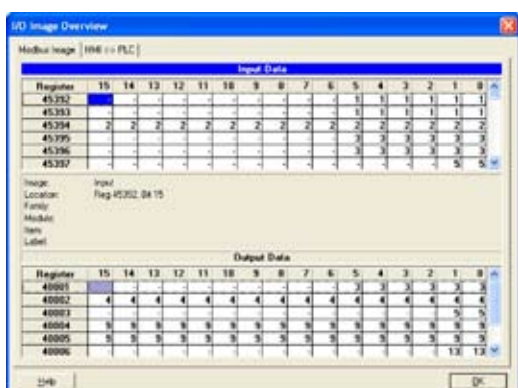 I/O Image Overview
Modbus Image HMI <-> PLC
Input Data
Register 15 14 13 12 11 10 9 8 7 6 5 4 3 2 1 0
45392 - - - - - - - - - - 1 1 1 1 1 1
45393 - - - - - - - - - - 1 1 1 1 1 1
45394 2 2 2 2 2 2 2 2 2 2 2 2 2 2 2 2
45395 - - - - - - - - - - 3 3 3 3 3 3
45396 - - - - - - - - - - 3 3 3 3 3 3
45397 - - - - - - - - - - - - - - 5 5
Image: Input
Location: Reg 45392, Bit 15
Family:
Module:
Item:
Label:
Output Data
Register 15 14 13 12 11 10 9 8 7 6 5 4 3 2 1 0
40001 - - - - - - - - - 3 3 3 3 3 3
40002 4 4 4 4 4 4 4 4 4 4 4 4 4 4 4 4
40003 - - - - - - - - - - - - - - 5 5
40004 9 9 9 9 9 9 9 9 9 9 9 9 9 9 9 9
40005 9 9 9 9 9 9 9 9 9 9 9 9 9 9 9 9
40006 - - - - - - - - - - - - - - 13 13
Help OK